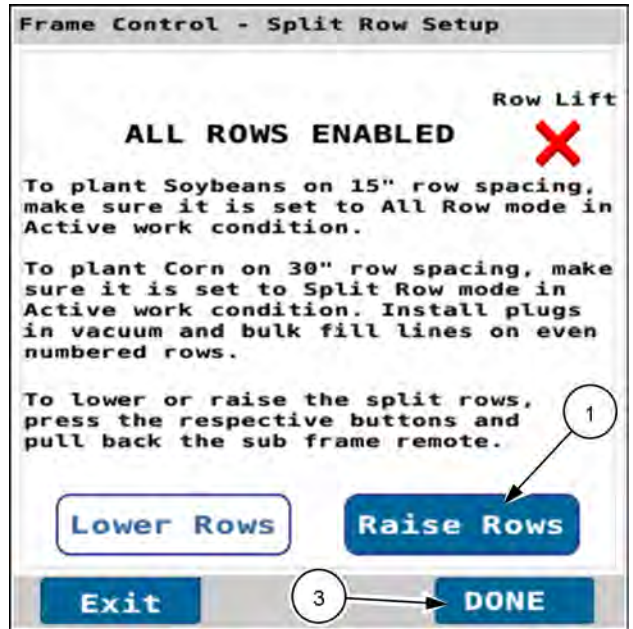 Frame Control - Split Row Setup
Row Lift
ALL ROWS ENABLED
To plant Soybeans on 15" row spacing,
make sure it is set to All Row mode in
Active work condition.
To plant Corn on 30" row spacing, make
sure it is set to Split Row mode in
Active work condition. Install plugs
in vacuum and bulk fill lines on even
numbered rows.
To lower or raise the split rows,
press the respective buttons and
pull back the sub frame remote.
1
Lower Rows
Raise Rows
Exit
3
DONE